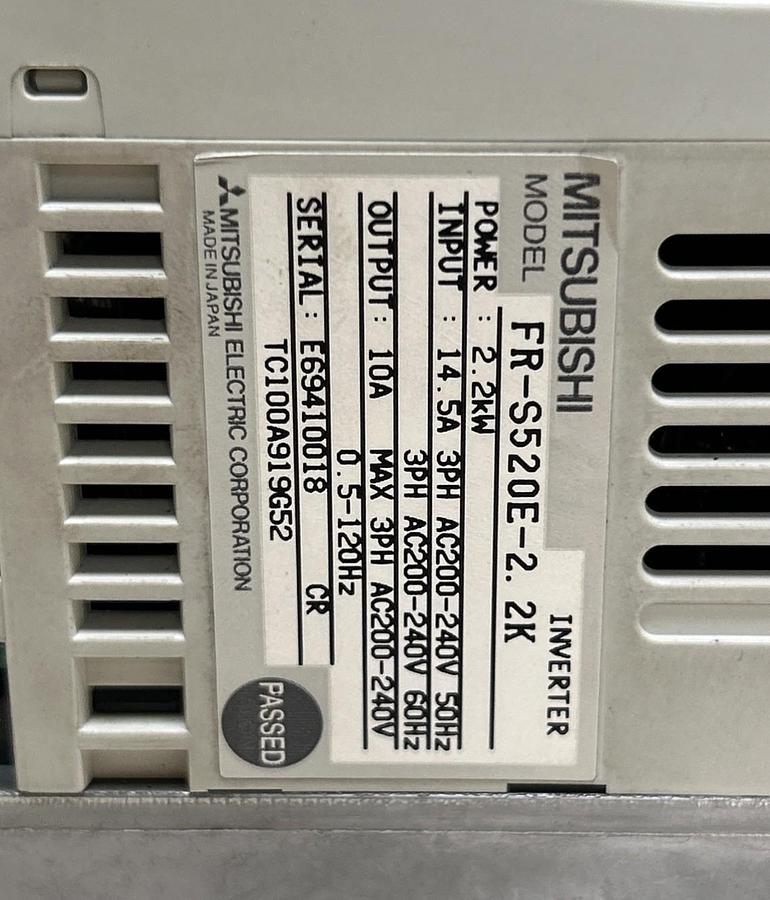 MITSUBISHI INVERTER
MODEL FR-S520E-2.2K
POWER : 2.2kW
INPUT : 14.5A 3PH AC200-240V 50Hz
3PH AC200-240V 60Hz
OUTPUT : 10A MAX 3PH AC200-240V
0.5-120Hz
SERIAL : E69410018 CR
TC100A919G52
MITSUBISHI ELECTRIC CORPORATION
MADE IN JAPAN
PASSED